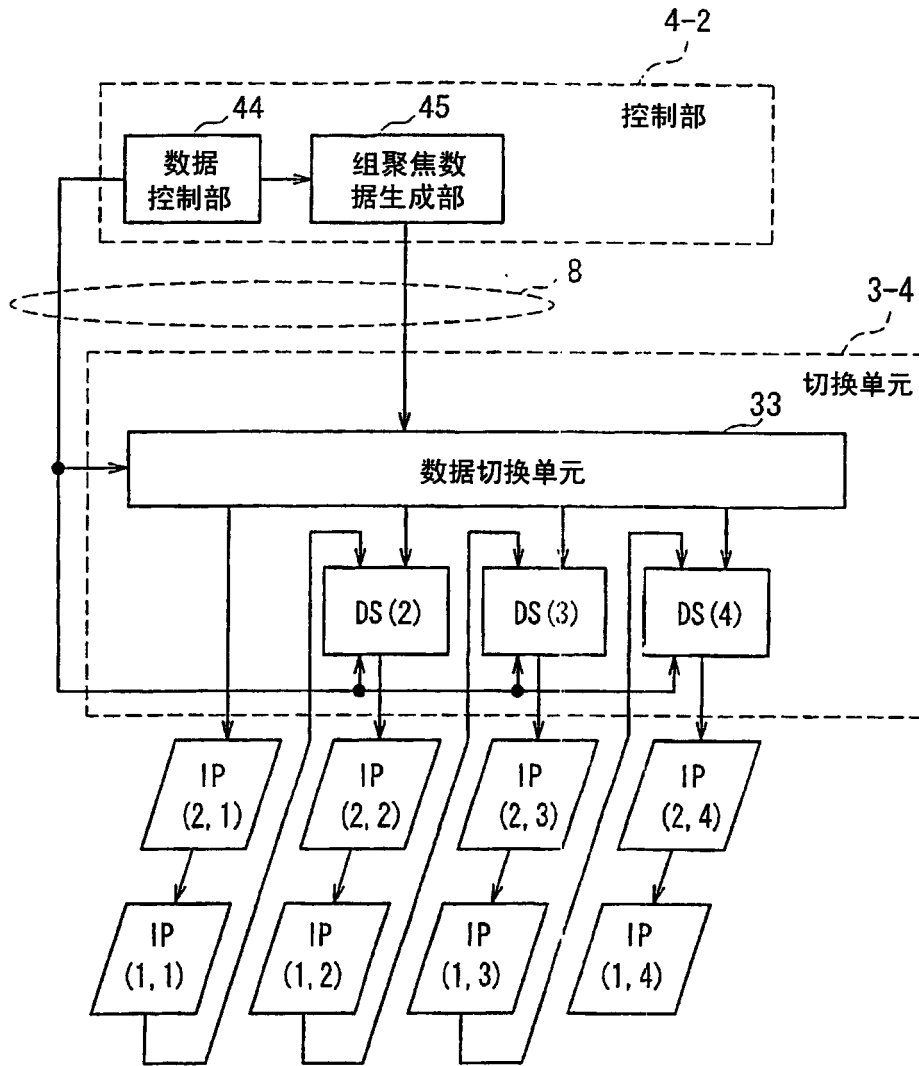 4-2
控制部
44
45
数据
控制部
组聚焦数
据生成部
8
3-4
切换单元
33
数据切换单元
DS(2)
DS(3)
DS(4)
IP
(2,1)
IP
(2,2)
IP
(2,3)
IP
(2,4)
IP
(1,1)
IP
(1,2)
IP
(1,3)
IP
(1,4)